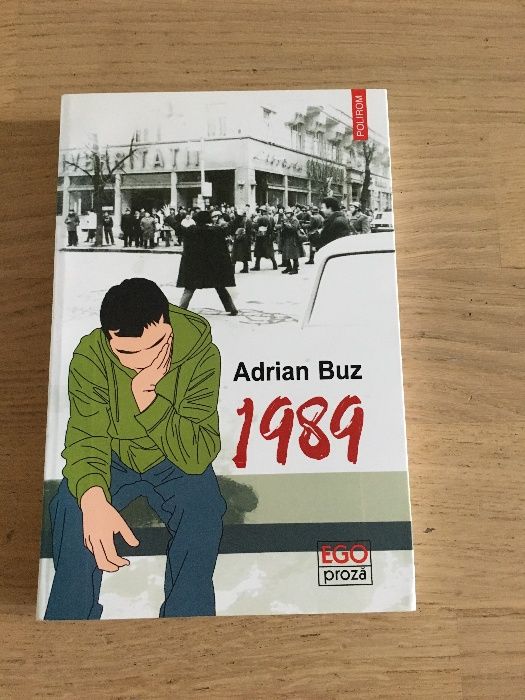 POLIROM
Adrian Buz
1989
EGO
proză